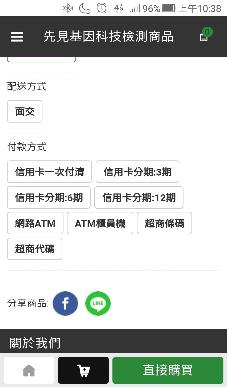 96% 上午10:38
先見基因科技檢測商品
0
配送方式
面交
付款方式
信用卡一次付清 信用卡分期:3期
信用卡分期:6期 信用卡分期:12期
網路ATM ATM櫃員機 超商條碼
超商代碼
分享商品:
LINE
關於我們
直接購買